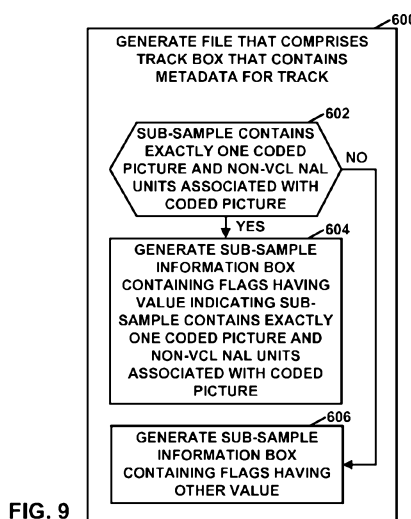 600
GENERATE FILE THAT COMPRISES
TRACK BOX THAT CONTAINS
METADATA FOR TRACK
602
SUB-SAMPLE CONTAINS
EXACTLY ONE CODED
PICTURE AND NON-VCL NAL
UNITS ASSOCIATED WITH
CODED PICTURE
NO
YES
604
GENERATE SUB-SAMPLE
INFORMATION BOX
CONTAINING FLAGS HAVING
VALUE INDICATING SUB-
SAMPLE CONTAINS EXACTLY
ONE CODED PICTURE AND
NON-VCL NAL UNITS
ASSOCIATED WITH CODED
PICTURE
606
GENERATE SUB-SAMPLE
INFORMATION BOX
CONTAINING FLAGS HAVING
OTHER VALUE
FIG. 9